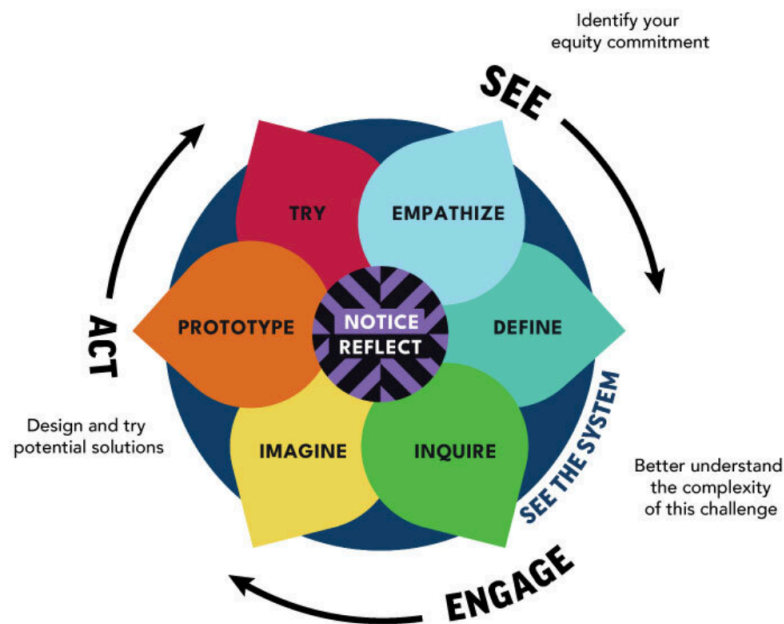 Identify your
equity commitment
SEE
TRY
EMPATHIZE
ACT
PROTOTYPE
NOTICE
REFLECT
DEFINE
Design and try
potential solutions
IMAGINE
INQUIRE
SEE THE SYSTEM
Better understand
the complexity
of this challenge
ENGAGE